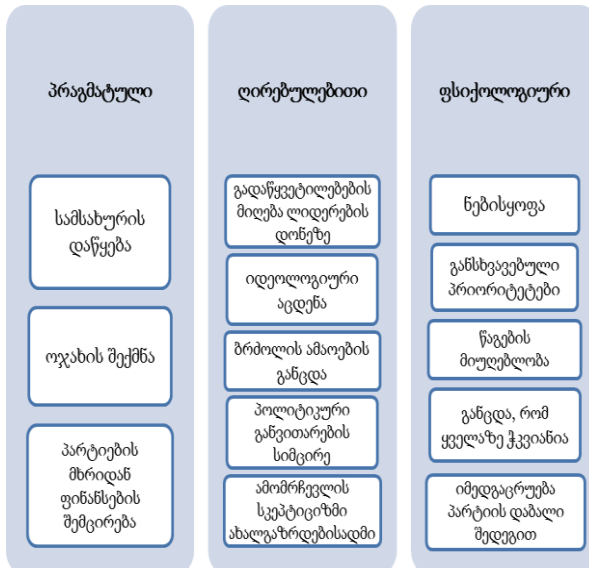 პრაგმატული
სამსახურის
დაწყება
ოჯახის შექმნა
პარტიების
მხრიდან
ფინანსების
შემცირება
ღირებულებითი
გადაწყვეტილებების
მიღება ლიდერების
დონეზე
იდეოლოგიური
აცდენა
ბრძოლის ამაოების
განცდა
პოლიტიკური
განვითარების
სიმცირე
ამომრჩევლის
სკეპტიციზმი
ახალგაზრდებისადმი
ფსიქოლოგიური
ნებისყოფა
განსხვავებული
პრიორიტეტები
წაგების
მიუღებლობა
განცდა, რომ
ყველაზე ჭკვიანია
იმედგაცრუება
პარტიის დაბალი
შედეგით